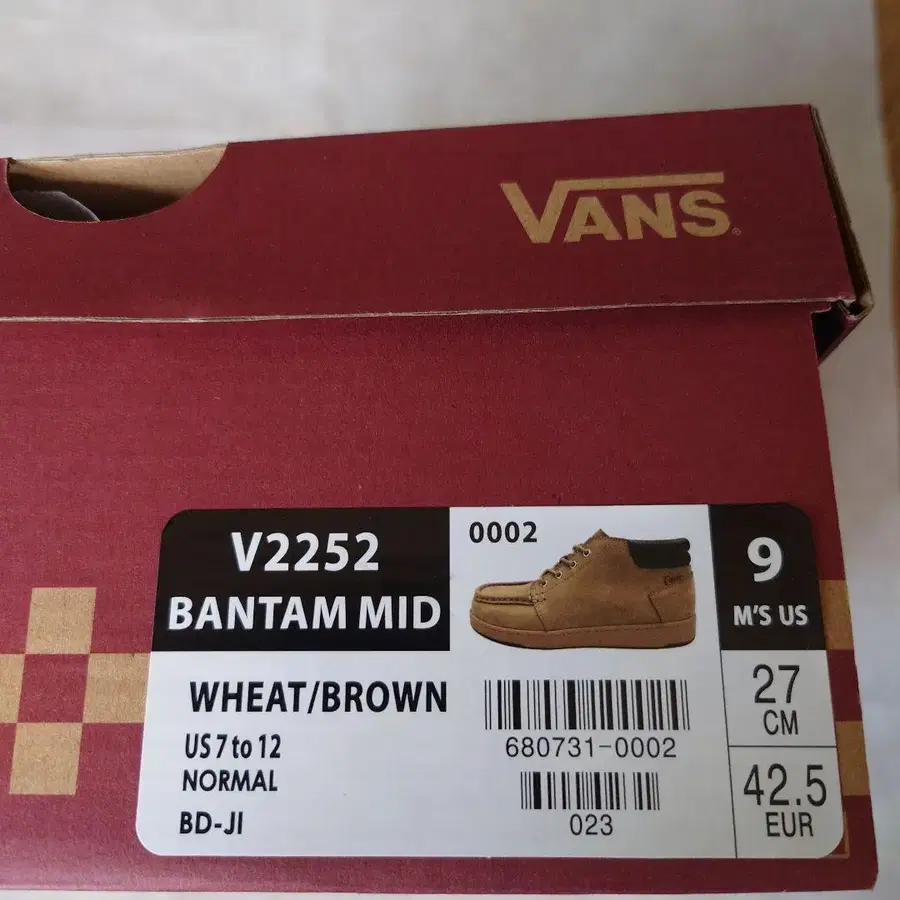 VANS®
V2252
BANTAM MID
0002
9
M'S US
WHEAT/BROWN
US 7 to 12
NORMAL
BD-JI
680731-0002
023
27
CM
42.5
EUR